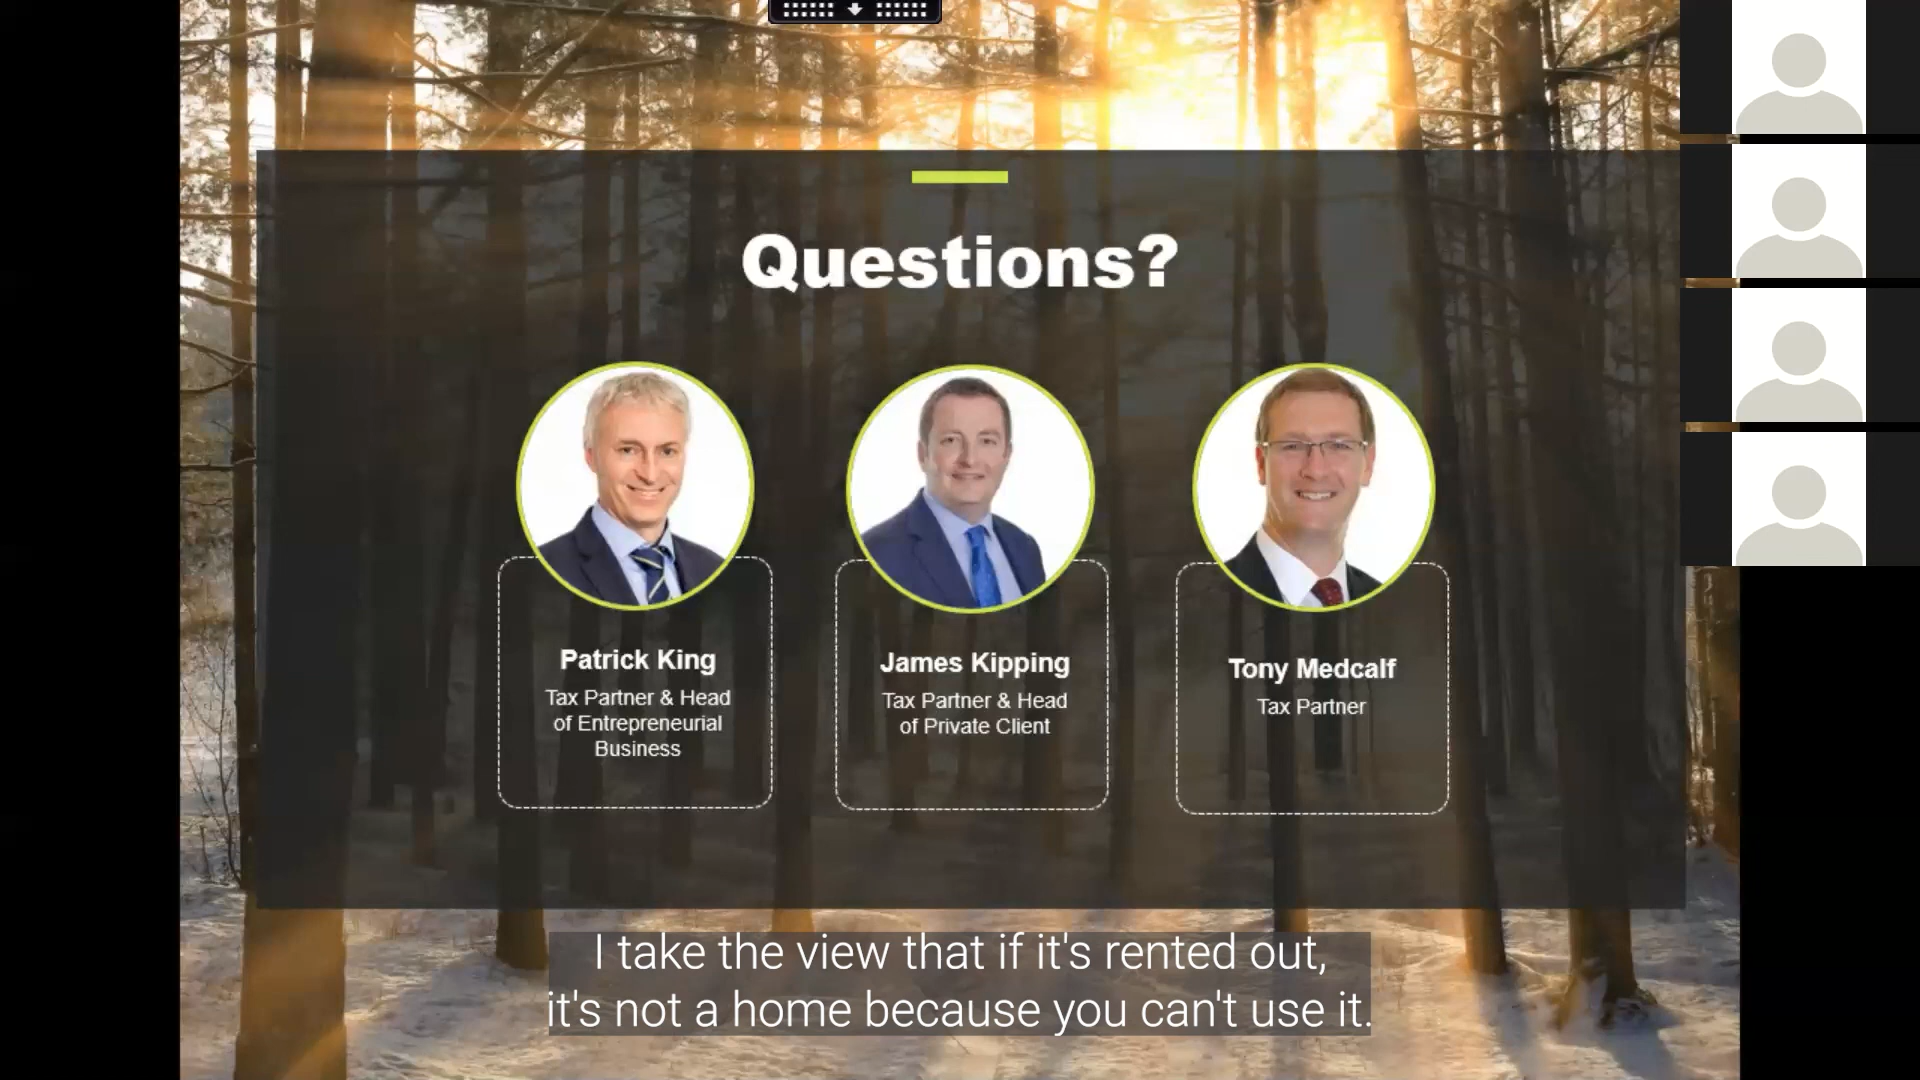 Questions?
Patrick King
Tax Partner & Head
of Entrepreneurial
Business
James Kipping
Tax Partner & Head
of Private Client
Tony Medcalf
Tax Partner
I take the view that if it's rented out,
it's not a home because you can't use it.